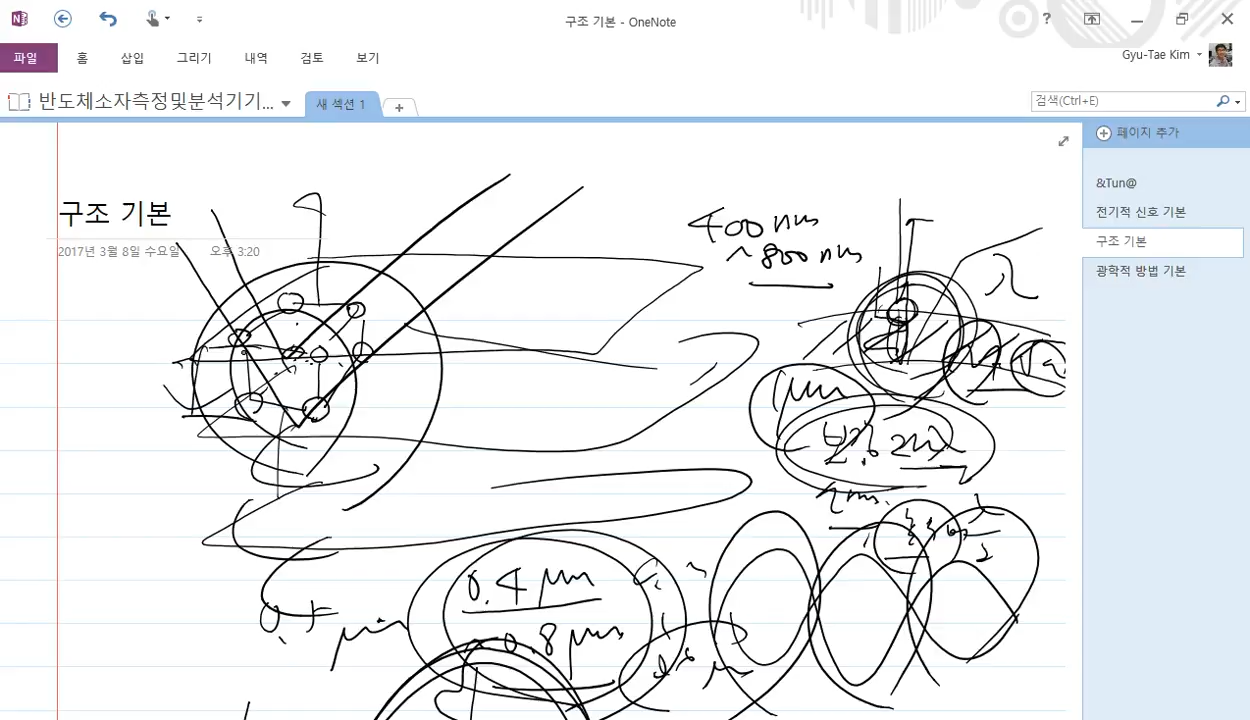 구조 기본 - OneNote
?
파일 홈 삽입 그리기 내역 검토 보기
Gyu-Tae Kim
반도체소자측정및분석기기...
새 섹션 1
+
검색(Ctrl+E)
페이지 추가
&Tun@
전기적 신호 기본
구조 기본
광학적 방법 기본
구조 기본
2017년 3월 8일 수요일 오후 3:20
400 nm
~800 nm
λ
1μm
0.4 μm
0.8 μm
λ
2